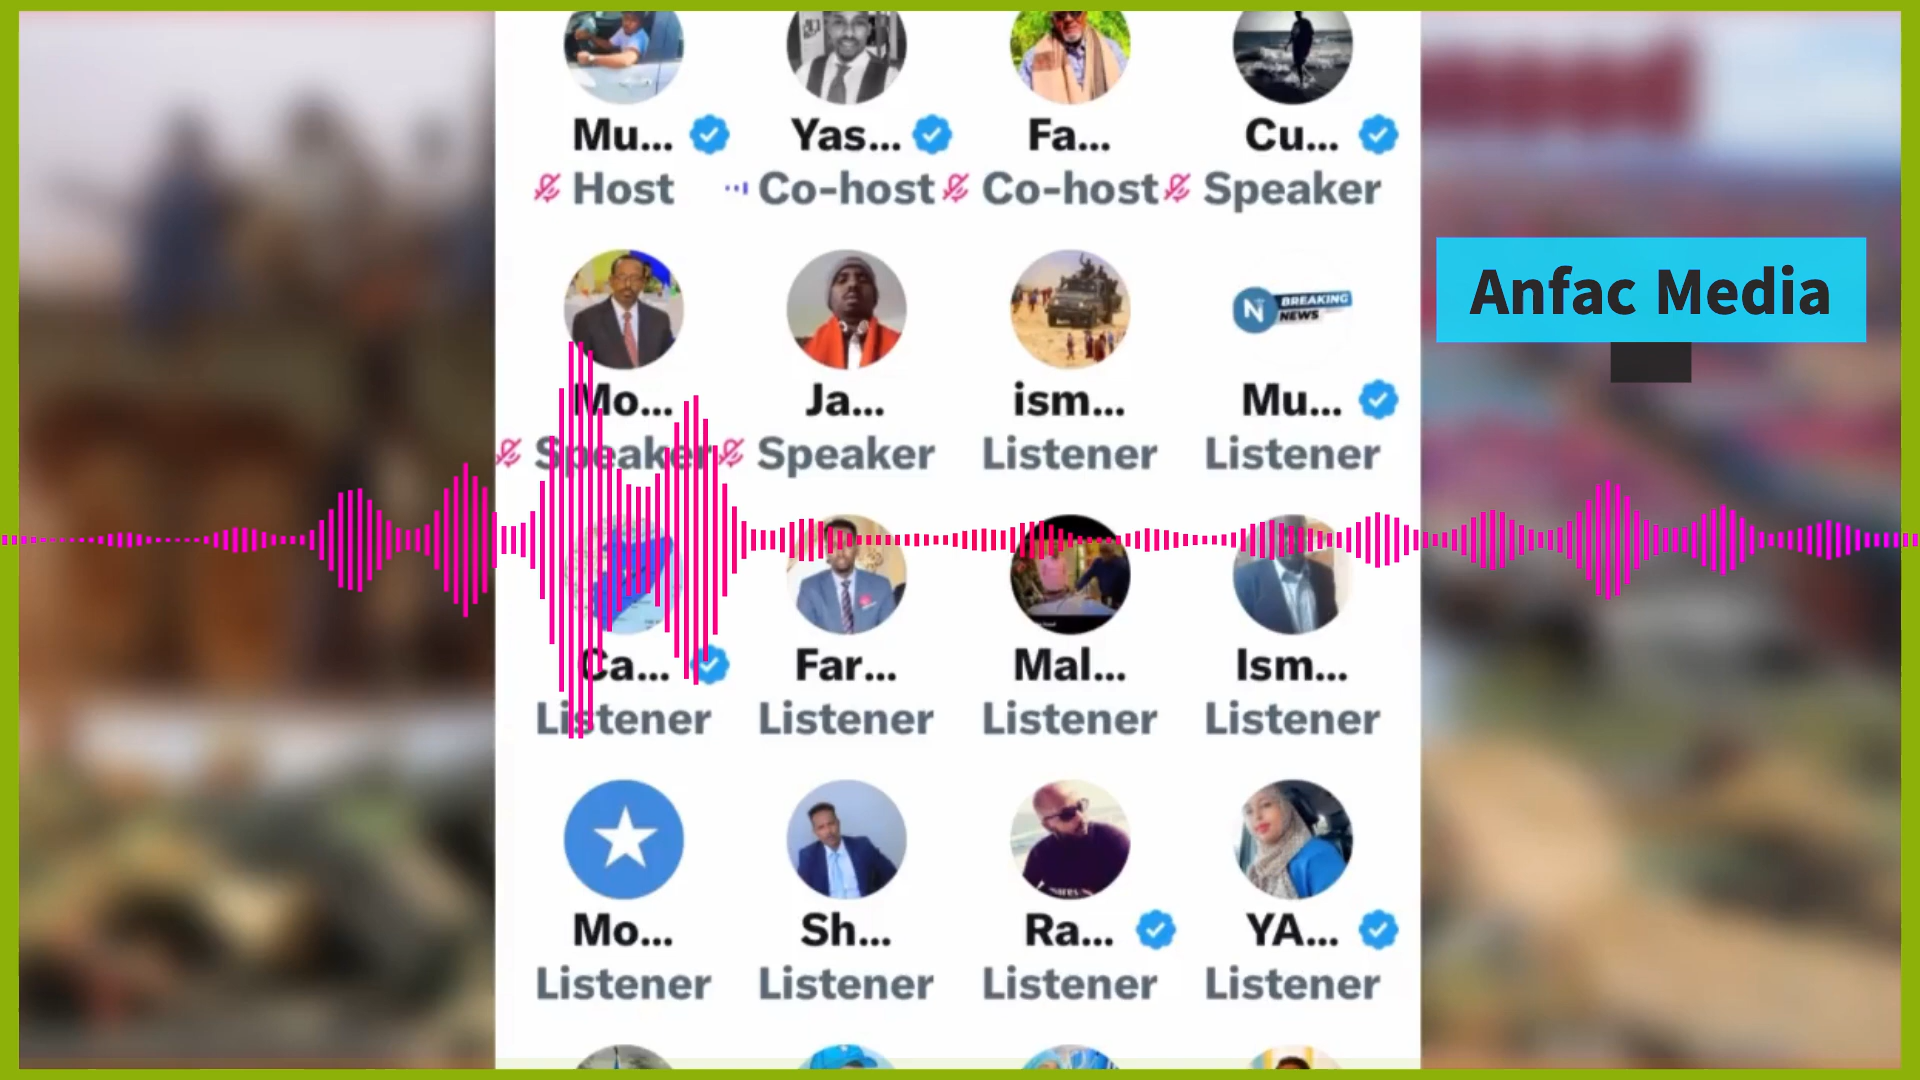 Mu... Yas... Fa... Cu...
Host Co-host Co-host Speaker
Anfac Media
BREAKING
N NEWS
Mo... Ja... ism... Mu...
Speaker Speaker Listener Listener
Ca... Far... Mal... Ism...
Listener Listener Listener Listener
Mo... Sh... Ra... YA...
Listener Listener Listener Listener